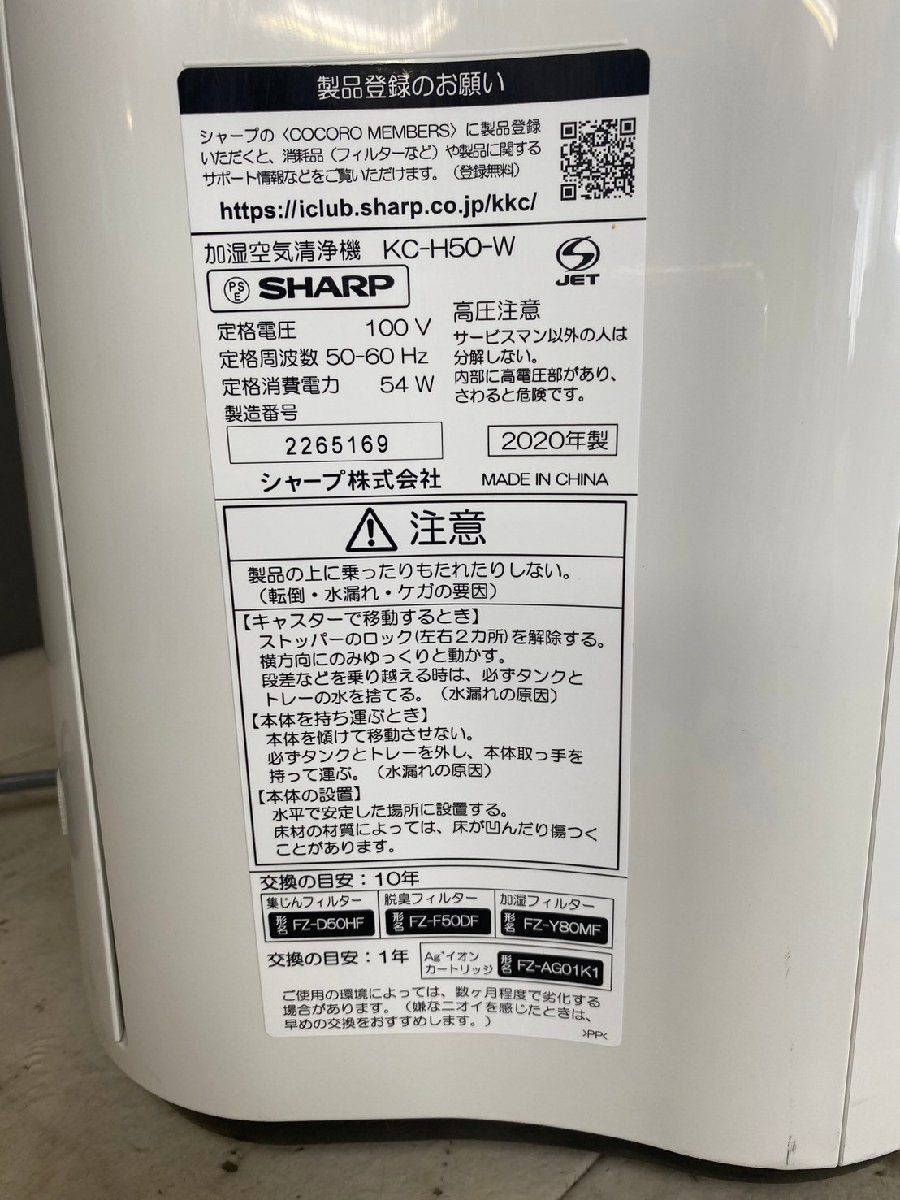 製品登録のお願い
シャープの〈COCORO MEMBERS〉に製品登録
いただくと、消耗品（フィルターなど）や製品に関する
サポート情報などをご覧いただけます。（登録無料）
https://iclub.sharp.co.jp/kkc/
加湿空気清浄機 KC-H50-W
PSE SHARP
JET
定格電圧 100 V
定格周波数 50-60 Hz
定格消費電力 54 W
製造番号
2265169
高圧注意
サービスマン以外の人は
分解しない。
内部に高電圧部があり、
さわると危険です。
2020年製
シャープ株式会社 MADE IN CHINA
注意
製品の上に乗ったりもたれたりしない。
（転倒・水漏れ・ケガの要因）
【キャスターで移動するとき】
ストッパーのロック(左右2カ所)を解除する。
横方向にのみゆっくりと動かす。
段差などを乗り越える時は、必ずタンクと
トレーの水を捨てる。（水漏れの原因）
【本体を持ち運ぶとき】
本体を傾けて移動させない。
必ずタンクとトレーを外し、本体取っ手を
持って運ぶ。（水漏れの原因）
【本体の設置】
水平で安定した場所に設置する。
床材の材質によっては、床が凹んだり傷つく
ことがあります。
交換の目安：10年
集じんフィルター
形名 FZ-D50HF
脱臭フィルター
形名 FZ-F50DF
加湿フィルター
形名 FZ-Y80MF
交換の目安：1年
Ag⁺イオン
カートリッジ
形名 FZ-AG01K1
ご使用の環境によっては、数ヶ月程度で劣化する
場合があります。（嫌なニオイを感じたときは、
早めの交換をおすすめします。）
>PP<